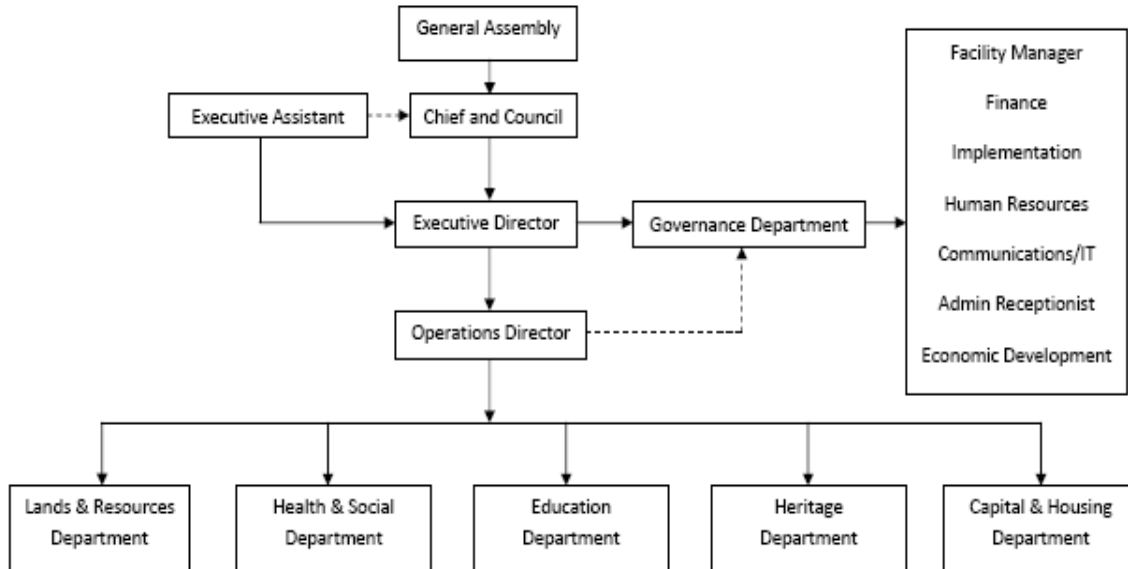 General Assembly
Executive Assistant
Chief and Council
Executive Director
Governance Department
Operations Director
Facility Manager
Finance
Implementation
Human Resources
Communications/IT
Admin Receptionist
Economic Development
Lands & Resources
Department
Health & Social
Department
Education
Department
Heritage
Department
Capital & Housing
Department